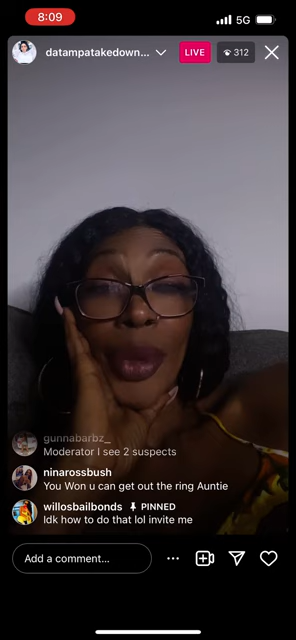 8:09
5G
datampatakedown...
LIVE
312
gunnabarbz_
Moderator I see 2 suspects
ninarossbush
You Won u can get out the ring Auntie
willosbailbonds PINNED
Idk how to do that lol invite me
Add a comment...